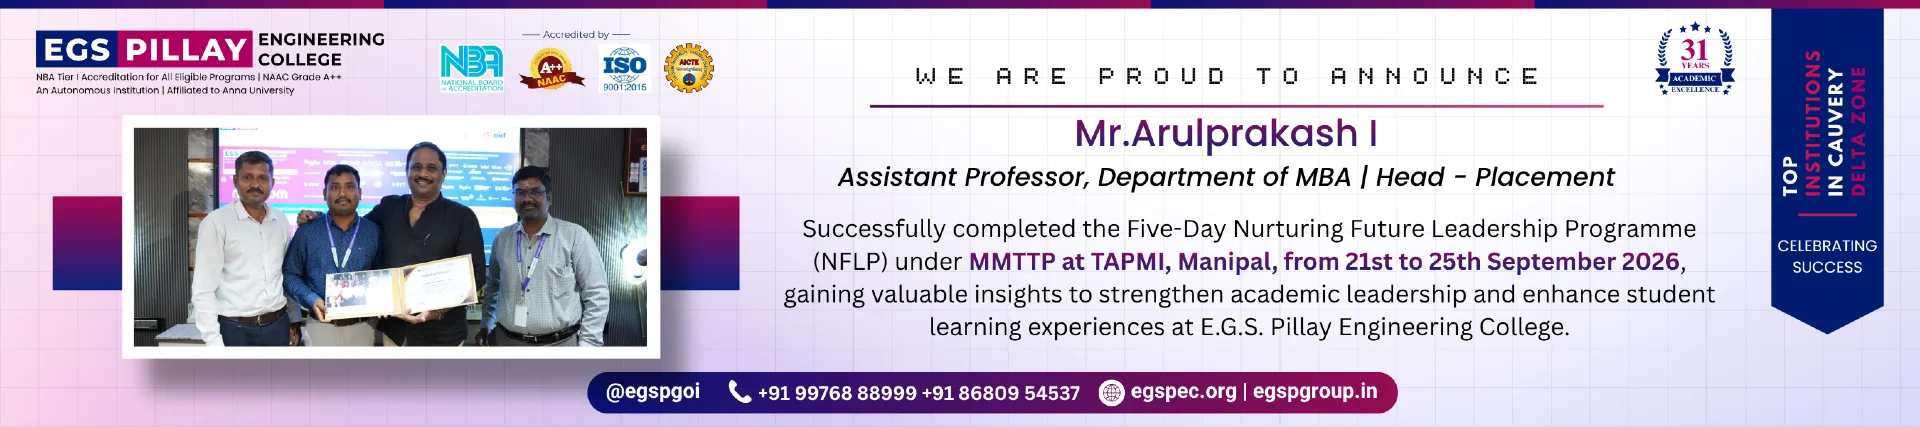 EGS PILLAY ENGINEERING COLLEGE
NBA Tier I Accreditation for All Eligible Programs | NAAC Grade A++
An Autonomous Institution | Affiliated to Anna University
Accredited by
NBA
NATIONAL BOARD
of ACCREDITATION
A++
NAAC
ISO
9001:2015
AICTE
WE ARE PROUD TO ANNOUNCE
Mr.Arulprakash I
Assistant Professor, Department of MBA | Head - Placement
Successfully completed the Five-Day Nurturing Future Leadership Programme
(NFLP) under MMTTP at TAPMI, Manipal, from 21st to 25th September 2026,
gaining valuable insights to strengthen academic leadership and enhance student
learning experiences at E.G.S. Pillay Engineering College.
31
YEARS
ACADEMIC
EXCELLENCE
TOP
INSTITUTIONS
IN CAUVERY
DELTA ZONE
CELEBRATING
SUCCESS
@egspgoi +91 99768 88999 +91 86809 54537 egspec.org | egspgroup.in